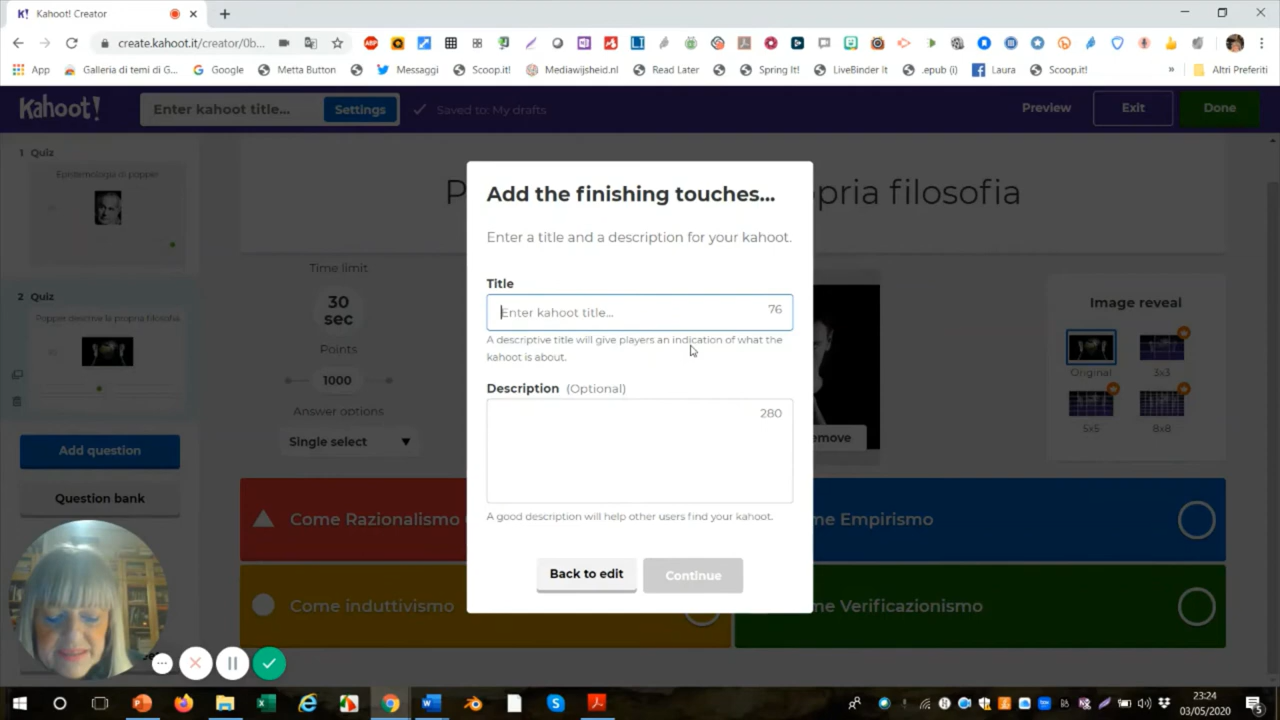 K! Kahoot! Creator
create.kahoot.it/creator/0b...
ABP
App
Galleria di temi di G...
Google
Metta Button
Messaggi
Scoop.it!
Mediawijsheid.nl
Read Later
Spring It!
LiveBinder It
.epub (i)
Laura
Scoop.it!
»
Altri Preferiti
Kahoot!
Enter kahoot title...
Settings
Saved to: My drafts
Preview
Exit
Done
1 Quiz
Epistemologia di popper
2 Quiz
Popper descrive la propria filosofia
Add question
Question bank
P
pria filosofia
Time limit
30
sec
Points
1000
Answer options
Single select
Add the finishing touches...
Enter a title and a description for your kahoot.
Title
Enter kahoot title...
76
A descriptive title will give players an indication of what the
kahoot is about.
Description (Optional)
280
A good description will help other users find your kahoot.
Back to edit
Continue
emove
Image reveal
Original
3x3
5x5
8x8
Come Razionalismo
me Empirismo
Come induttivismo
me Verificazionismo
23:24
03/05/2020
5